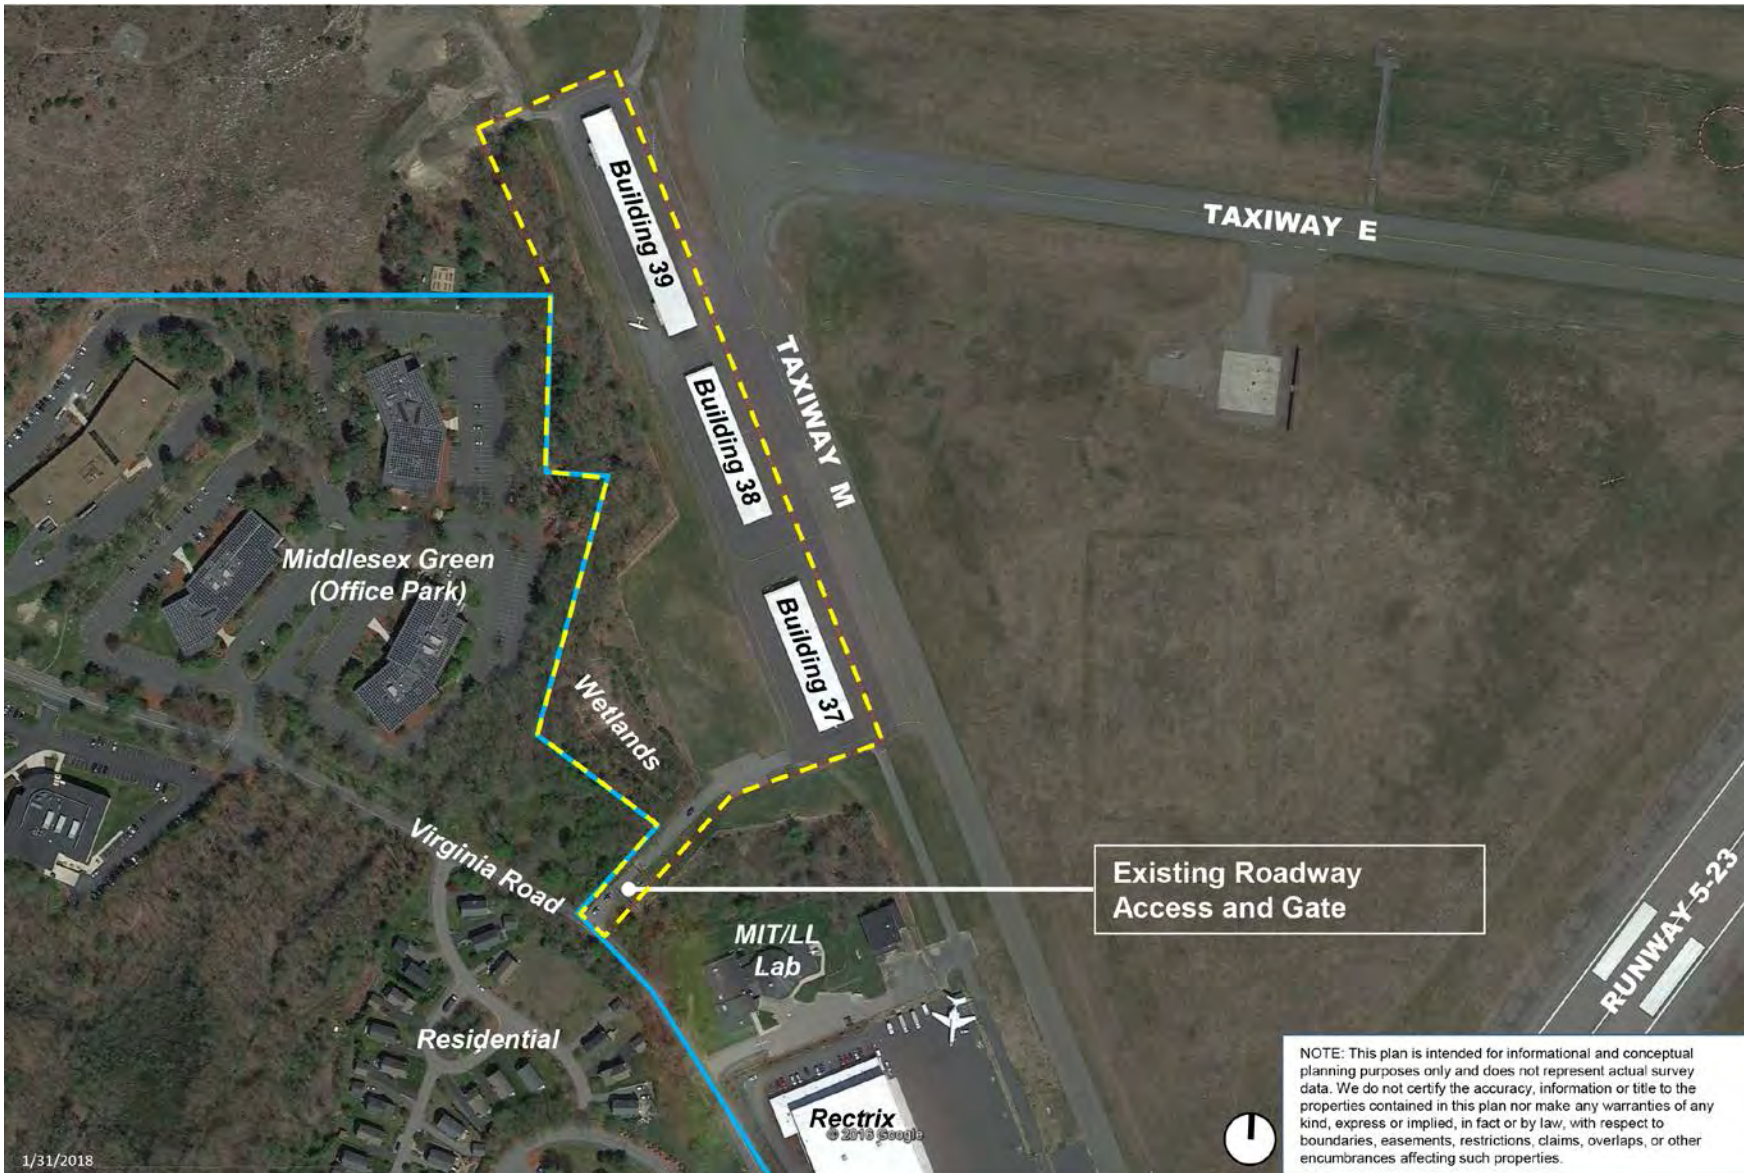 Building 39
TAXIWAY E
TAXIWAY M
Building 38
Middlesex Green
(Office Park)
Building 37
Wetlands
Virginia Road
Existing Roadway
Access and Gate
RUNWAY 5-23
MIT/LL
Lab
Residential
Rectrix
© 2016 Google
NOTE: This plan is intended for informational and conceptual
planning purposes only and does not represent actual survey
data. We do not certify the accuracy, information or title to the
properties contained in this plan nor make any warranties of any
kind, express or implied, in fact or by law, with respect to
boundaries, easements, restrictions, claims, overlaps, or other
encumbrances affecting such properties.
1/31/2018